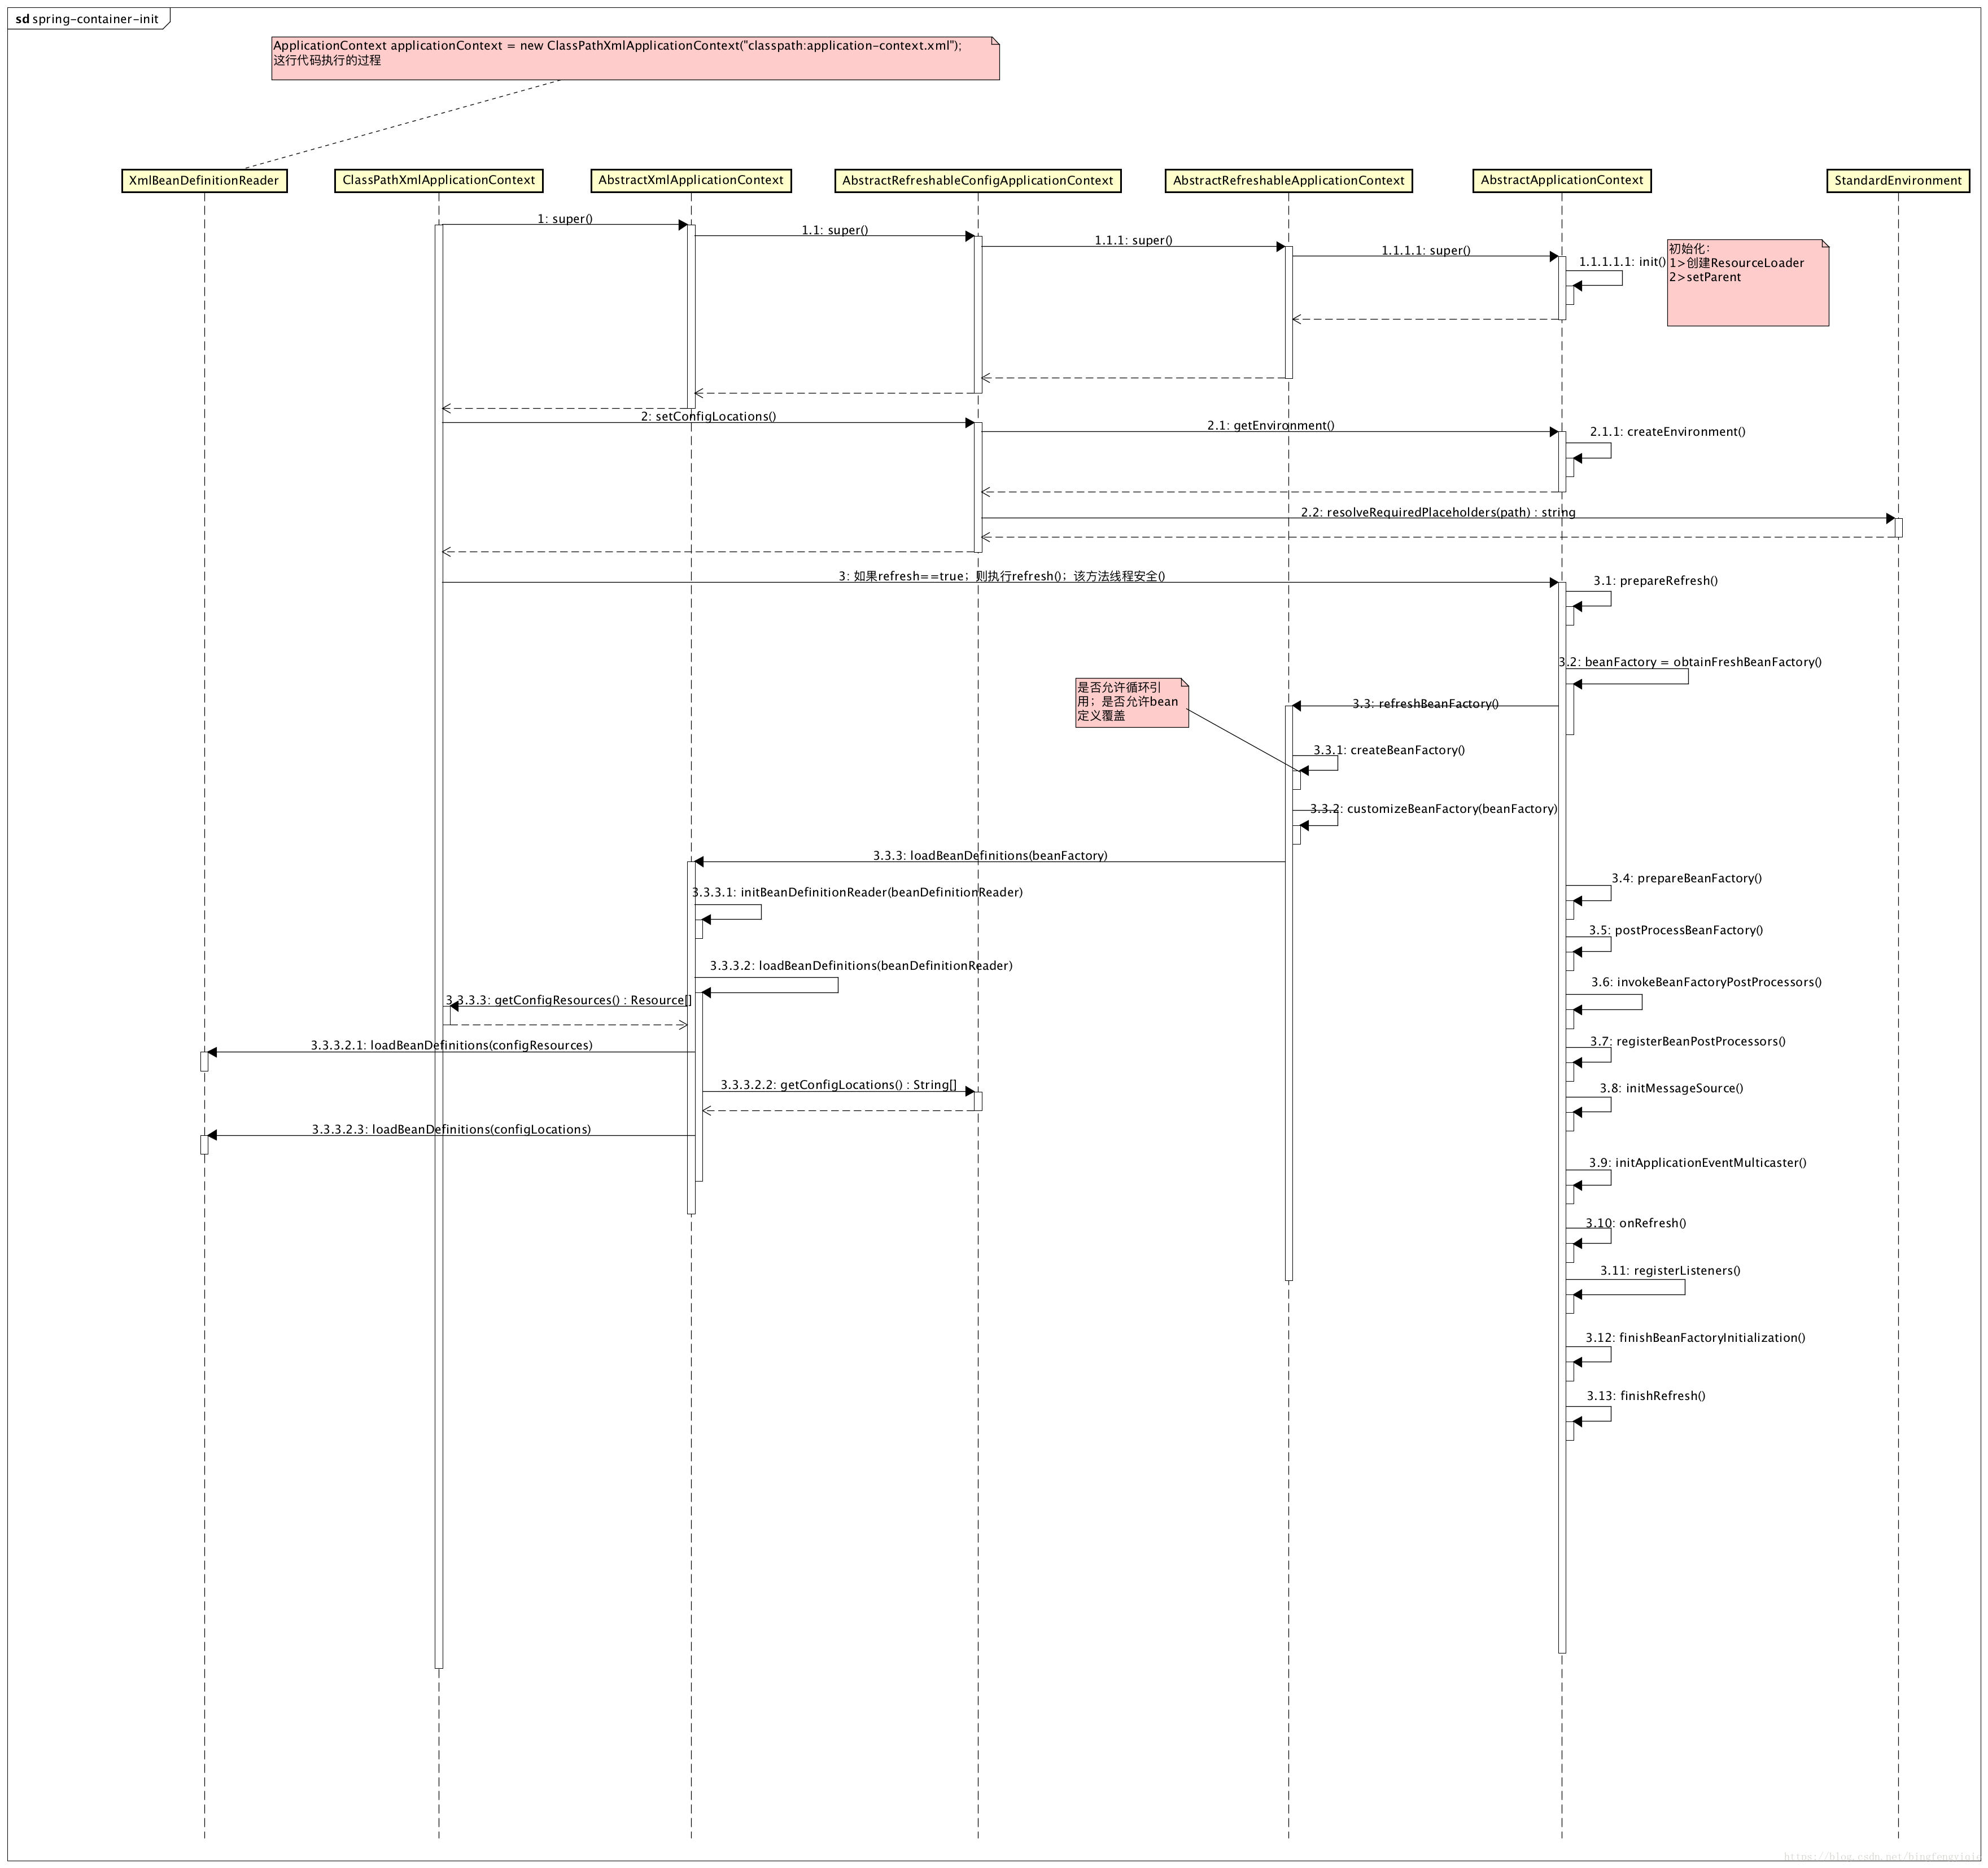 sd spring-container-init
ApplicationContext applicationContext = new ClassPathXmlApplicationContext("classpath:application-context.xml");
这行代码执行的过程
XmlBeanDefinitionReader
ClassPathXmlApplicationContext
AbstractXmlApplicationContext
AbstractRefreshableConfigApplicationContext
AbstractRefreshableApplicationContext
AbstractApplicationContext
StandardEnvironment
1: super()
1.1: super()
1.1.1: super()
1.1.1.1: super()
1.1.1.1.1: init()
初始化：
1>创建ResourceLoader
2>setParent
2: setConfigLocations()
2.1: getEnvironment()
2.1.1: createEnvironment()
2.2: resolveRequiredPlaceholders(path) : string
3: 如果refresh==true；则执行refresh()；该方法线程安全()
3.1: prepareRefresh()
3.2: beanFactory = obtainFreshBeanFactory()
是否允许循环引
用；是否允许bean
定义覆盖
3.3: refreshBeanFactory()
3.3.1: createBeanFactory()
3.3.2: customizeBeanFactory(beanFactory)
3.3.3: loadBeanDefinitions(beanFactory)
3.3.3.1: initBeanDefinitionReader(beanDefinitionReader)
3.4: prepareBeanFactory()
3.5: postProcessBeanFactory()
3.3.3.2: loadBeanDefinitions(beanDefinitionReader)
3.6: invokeBeanFactoryPostProcessors()
3.3.3.3: getConfigResources() : Resource[]
3.7: registerBeanPostProcessors()
3.3.3.2.1: loadBeanDefinitions(configResources)
3.3.3.2.2: getConfigLocations() : String[]
3.8: initMessageSource()
3.3.3.2.3: loadBeanDefinitions(configLocations)
3.9: initApplicationEventMulticaster()
3.10: onRefresh()
3.11: registerListeners()
3.12: finishBeanFactoryInitialization()
3.13: finishRefresh()